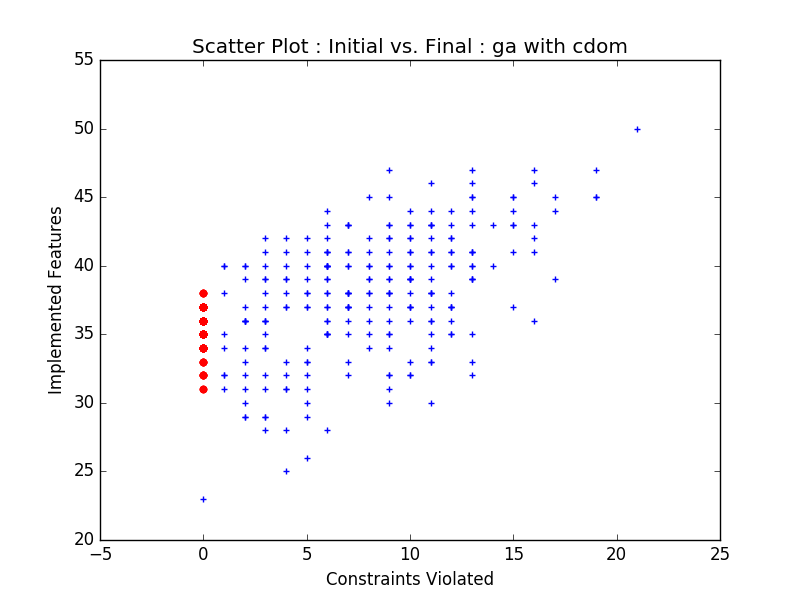 Scatter Plot : Initial vs. Final : ga with cdom
55
50
45
40
35
30
25
20
Implemented Features
−5 0 5 10 15 20 25
Constraints Violated